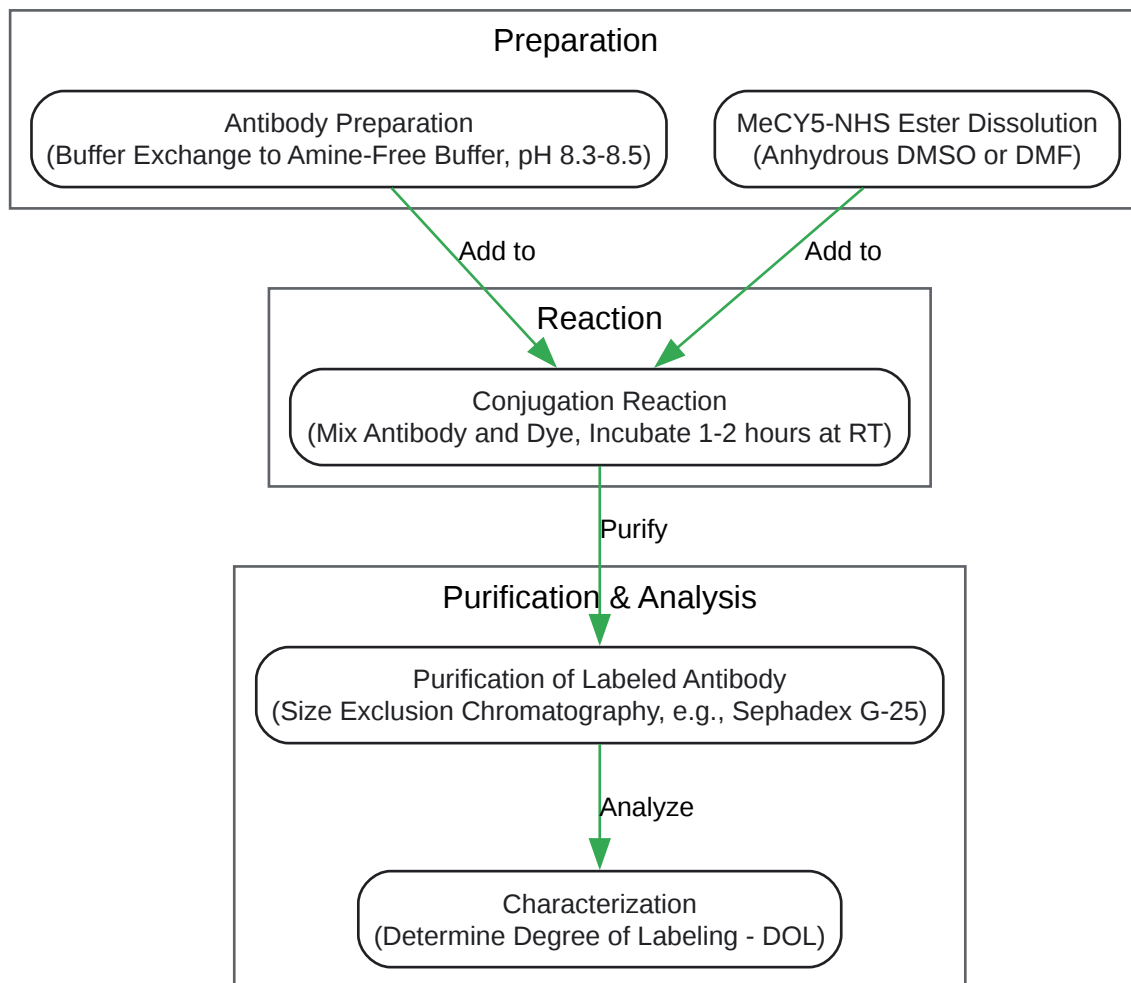 Preparation
Antibody Preparation
(Buffer Exchange to Amine-Free Buffer, pH 8.3-8.5)
MeCY5-NHS Ester Dissolution
(Anhydrous DMSO or DMF)
Add to
Add to
Reaction
Conjugation Reaction
(Mix Antibody and Dye, Incubate 1-2 hours at RT)
Purify
Purification & Analysis
Purification of Labeled Antibody
(Size Exclusion Chromatography, e.g., Sephadex G-25)
Analyze
Characterization
(Determine Degree of Labeling - DOL)